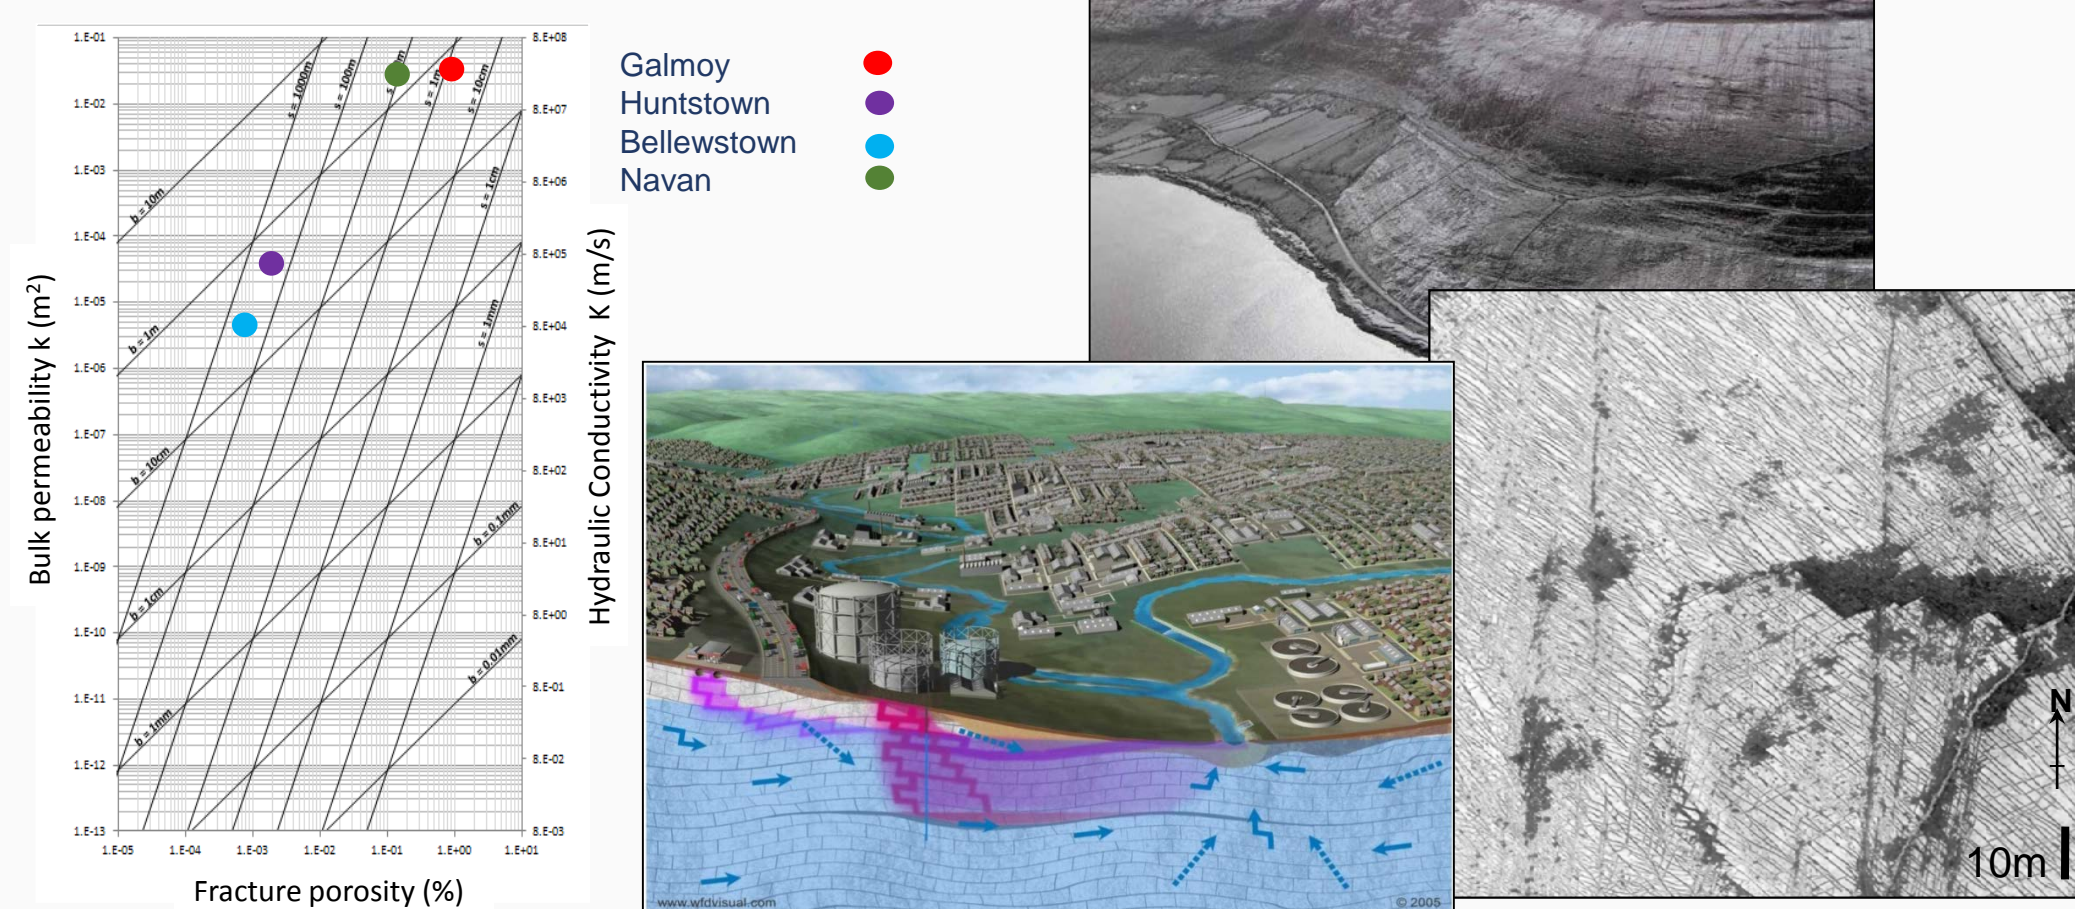 1.E-01
1.E-02
1.E-03
1.E-04
1.E-05
1.E-06
1.E-07
1.E-08
1.E-09
1.E-10
1.E-11
1.E-12
1.E-13
Bulk permeability k (m²)
b = 10m
b = 1m
b = 10cm
b = 1cm
b = 1mm
s = 1000m
s = 100m
s = 1m
s = 10cm
s = 1cm
s = 1mm
b = 0.1mm
b = 0.01mm
8.E+08
8.E+07
8.E+06
8.E+05
8.E+04
8.E+03
8.E+02
8.E+01
8.E+00
8.E-01
8.E-02
8.E-03
Hydraulic Conductivity K (m/s)
1.E-05 1.E-04 1.E-03 1.E-02 1.E-01 1.E+00 1.E+01
Fracture porosity (%)
Galmoy
Huntstown
Bellewstown
Navan
www.wfdvisual.com
© 2005
N
10m